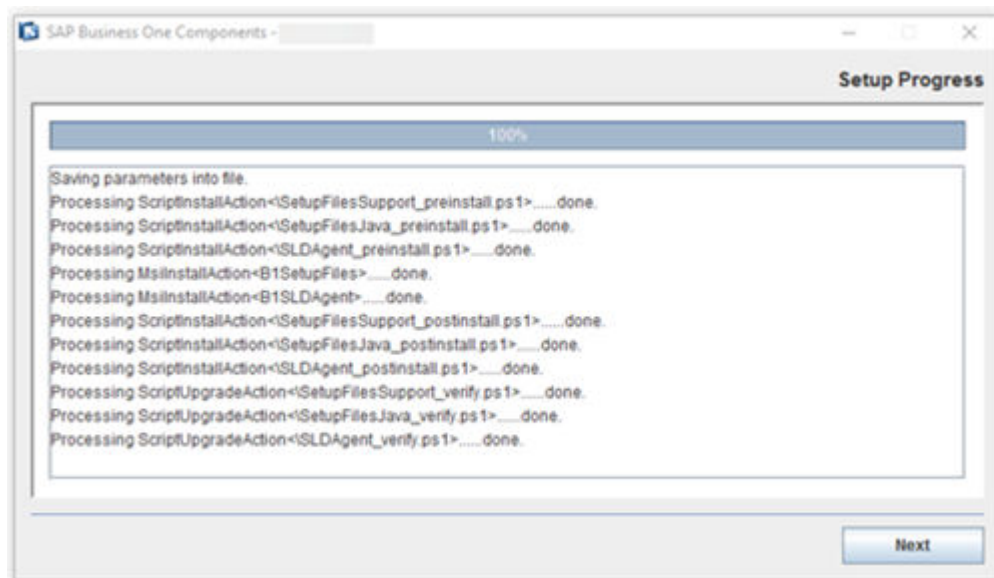 SAP Business One Components -
Setup Progress
100%
Saving parameters into file.
Processing ScriptInstallAction<\SetupFilesSupport_preinstall.ps1>......done.
Processing ScriptInstallAction<\SetupFilesJava_preinstall.ps1>......done.
Processing ScriptInstallAction<\SLDAgent_preinstall.ps1>......done.
Processing MsiInstallAction<B1SetupFiles>......done.
Processing MsiInstallAction<B1SLDAgent>......done.
Processing ScriptInstallAction<\SetupFilesSupport_postinstall.ps1>......done.
Processing ScriptInstallAction<\SetupFilesJava_postinstall.ps1>......done.
Processing ScriptInstallAction<\SLDAgent_postinstall.ps1>......done.
Processing ScriptUpgradeAction<\SetupFilesSupport_verify.ps1>......done.
Processing ScriptUpgradeAction<\SetupFilesJava_verify.ps1>......done.
Processing ScriptUpgradeAction<\SLDAgent_verify.ps1>......done.
Next